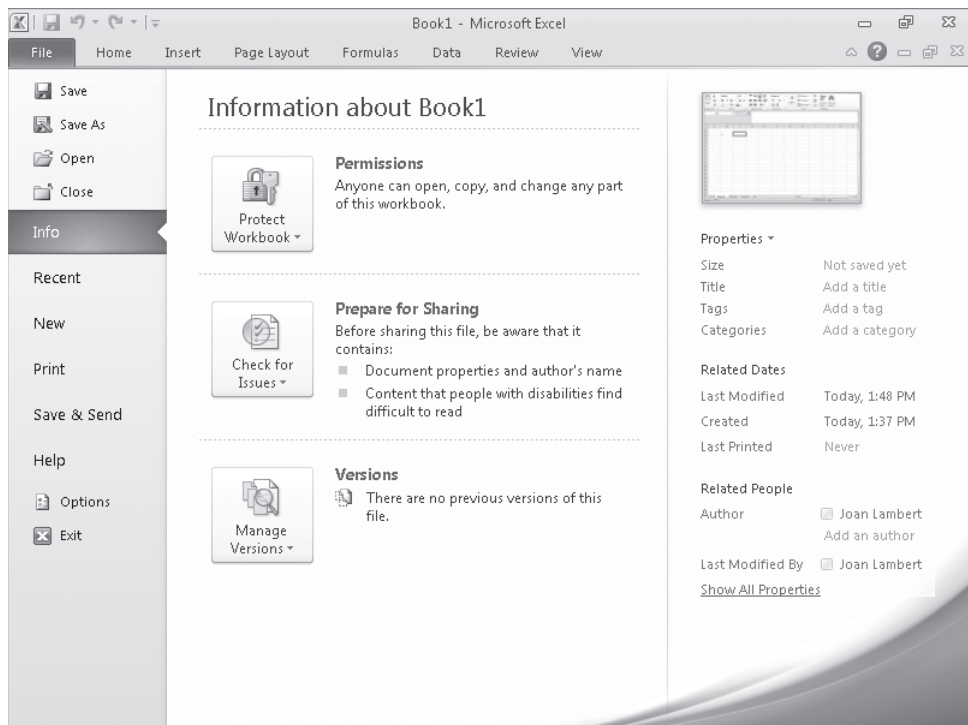 Book1 - Microsoft Excel
File Home Insert Page Layout Formulas Data Review View
Save
Save As
Open
Close
Info
Recent
New
Print
Save & Send
Help
Options
Exit
Information about Book1
Protect
Workbook
Permissions
Anyone can open, copy, and change any part
of this workbook.
Check for
Issues
Prepare for Sharing
Before sharing this file, be aware that it
contains:
Document properties and author's name
Content that people with disabilities find
difficult to read
Manage
Versions
Versions
There are no previous versions of this
file.
Properties
Size Not saved yet
Title Add a title
Tags Add a tag
Categories Add a category
Related Dates
Last Modified Today, 1:48 PM
Created Today, 1:37 PM
Last Printed Never
Related People
Author Joan Lambert
Add an author
Last Modified By Joan Lambert
Show All Properties